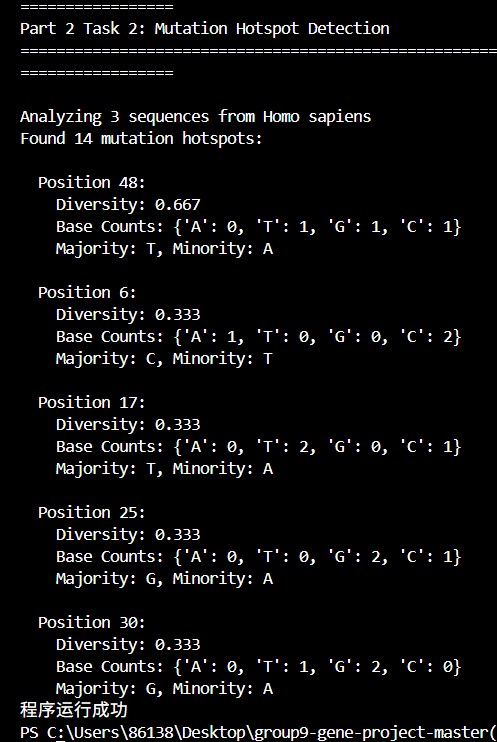 =================
Part 2 Task 2: Mutation Hotspot Detection
=====================================================
=================
Analyzing 3 sequences from Homo sapiens
Found 14 mutation hotspots:
Position 48:
Diversity: 0.667
Base Counts: {'A': 0, 'T': 1, 'G': 1, 'C': 1}
Majority: T, Minority: A
Position 6:
Diversity: 0.333
Base Counts: {'A': 1, 'T': 0, 'G': 0, 'C': 2}
Majority: C, Minority: T
Position 17:
Diversity: 0.333
Base Counts: {'A': 0, 'T': 2, 'G': 0, 'C': 1}
Majority: T, Minority: A
Position 25:
Diversity: 0.333
Base Counts: {'A': 0, 'T': 0, 'G': 2, 'C': 1}
Majority: G, Minority: A
Position 30:
Diversity: 0.333
Base Counts: {'A': 0, 'T': 1, 'G': 2, 'C': 0}
Majority: G, Minority: A
程序运行成功
PS C:\Users\86138\Desktop\group9-gene-project-master(